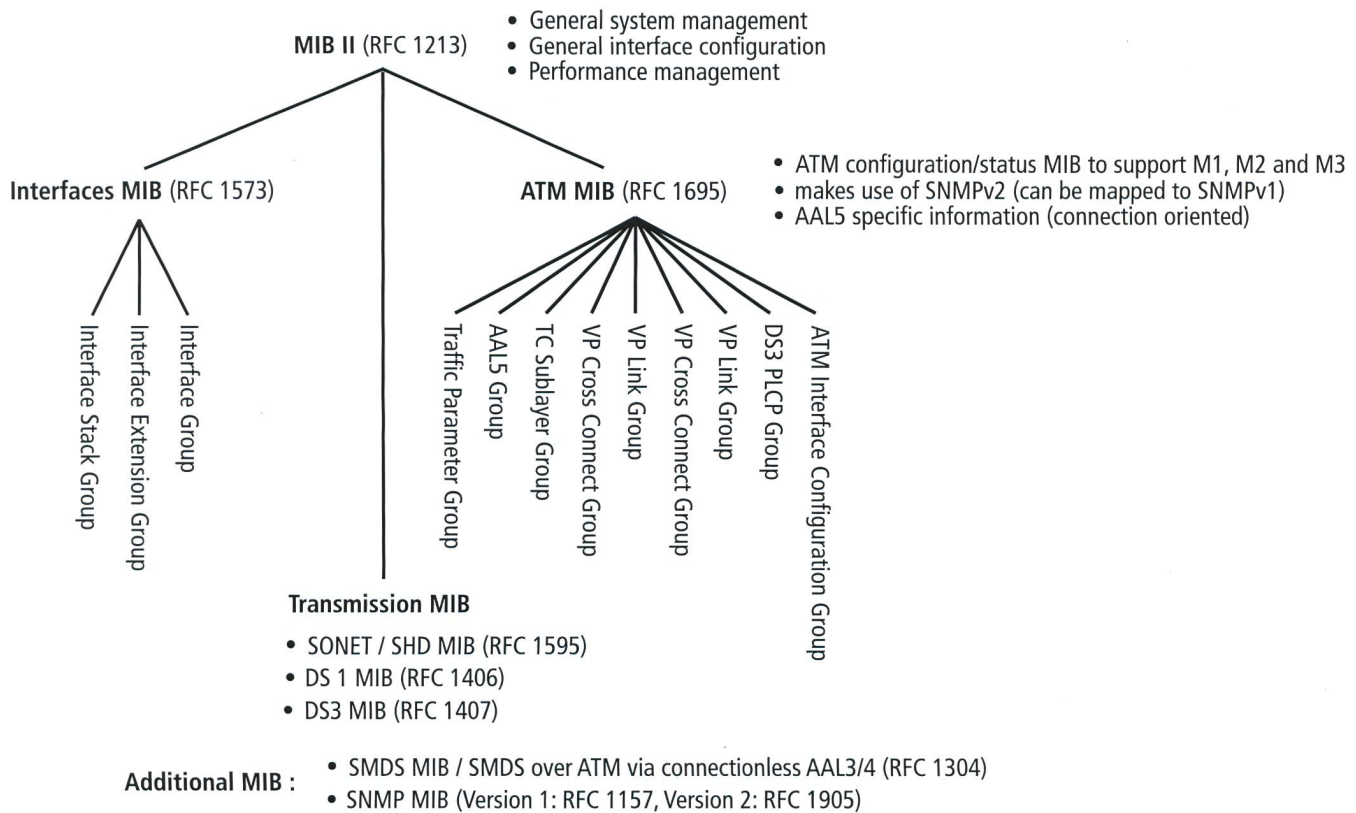 MIB II (RFC 1213)
• General system management
• General interface configuration
• Performance management
Interfaces MIB (RFC 1573)
ATM MIB (RFC 1695)
• ATM configuration/status MIB to support M1, M2 and M3
• makes use of SNMPv2 (can be mapped to SNMPv1)
• AAL5 specific information (connection oriented)
Interface Stack Group
Interface Extension Group
Interface Group
Traffic Parameter Group
AAL5 Group
TC Sublayer Group
VP Cross Connect Group
VP Link Group
VP Cross Connect Group
VP Link Group
DS3 PLCP Group
ATM Interface Configuration Group
Transmission MIB
• SONET / SHD MIB (RFC 1595)
• DS 1 MIB (RFC 1406)
• DS3 MIB (RFC 1407)
Additional MIB :
• SMDS MIB / SMDS over ATM via connectionless AAL3/4 (RFC 1304)
• SNMP MIB (Version 1: RFC 1157, Version 2: RFC 1905)